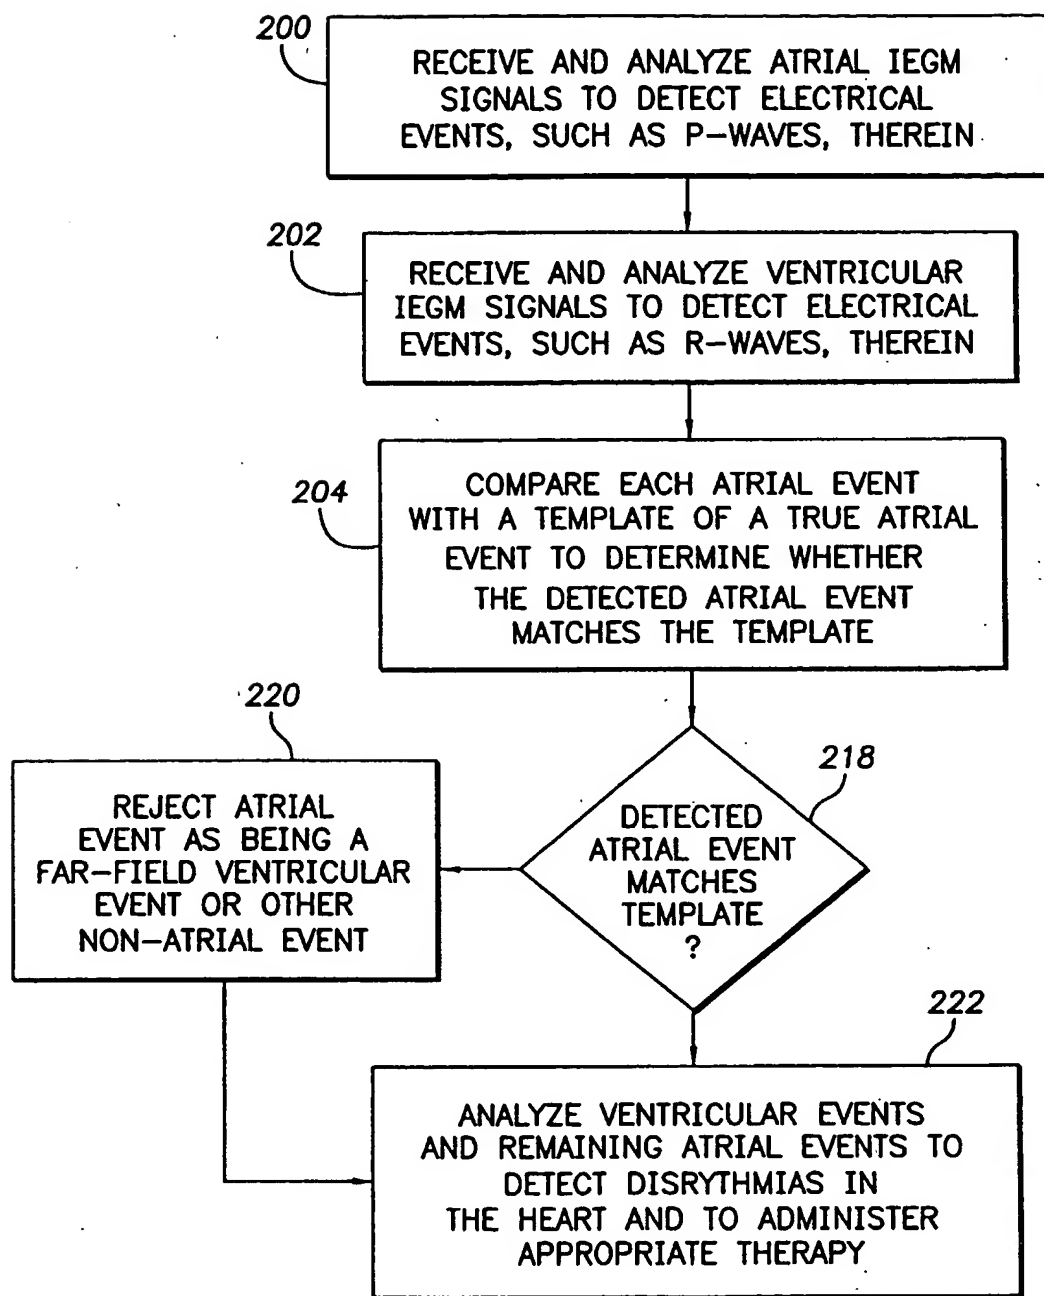 200
RECEIVE AND ANALYZE ATRIAL IEGM
SIGNALS TO DETECT ELECTRICAL
EVENTS, SUCH AS P-WAVES, THEREIN
202
RECEIVE AND ANALYZE VENTRICULAR
IEGM SIGNALS TO DETECT ELECTRICAL
EVENTS, SUCH AS R-WAVES, THEREIN
204
COMPARE EACH ATRIAL EVENT
WITH A TEMPLATE OF A TRUE ATRIAL
EVENT TO DETERMINE WHETHER
THE DETECTED ATRIAL EVENT
MATCHES THE TEMPLATE
218
DETECTED
ATRIAL EVENT
MATCHES
TEMPLATE
?
220
REJECT ATRIAL
EVENT AS BEING A
FAR-FIELD VENTRICULAR
EVENT OR OTHER
NON-ATRIAL EVENT
222
ANALYZE VENTRICULAR EVENTS
AND REMAINING ATRIAL EVENTS TO
DETECT DISRYTHMIAS IN
THE HEART AND TO ADMINISTER
APPROPRIATE THERAPY